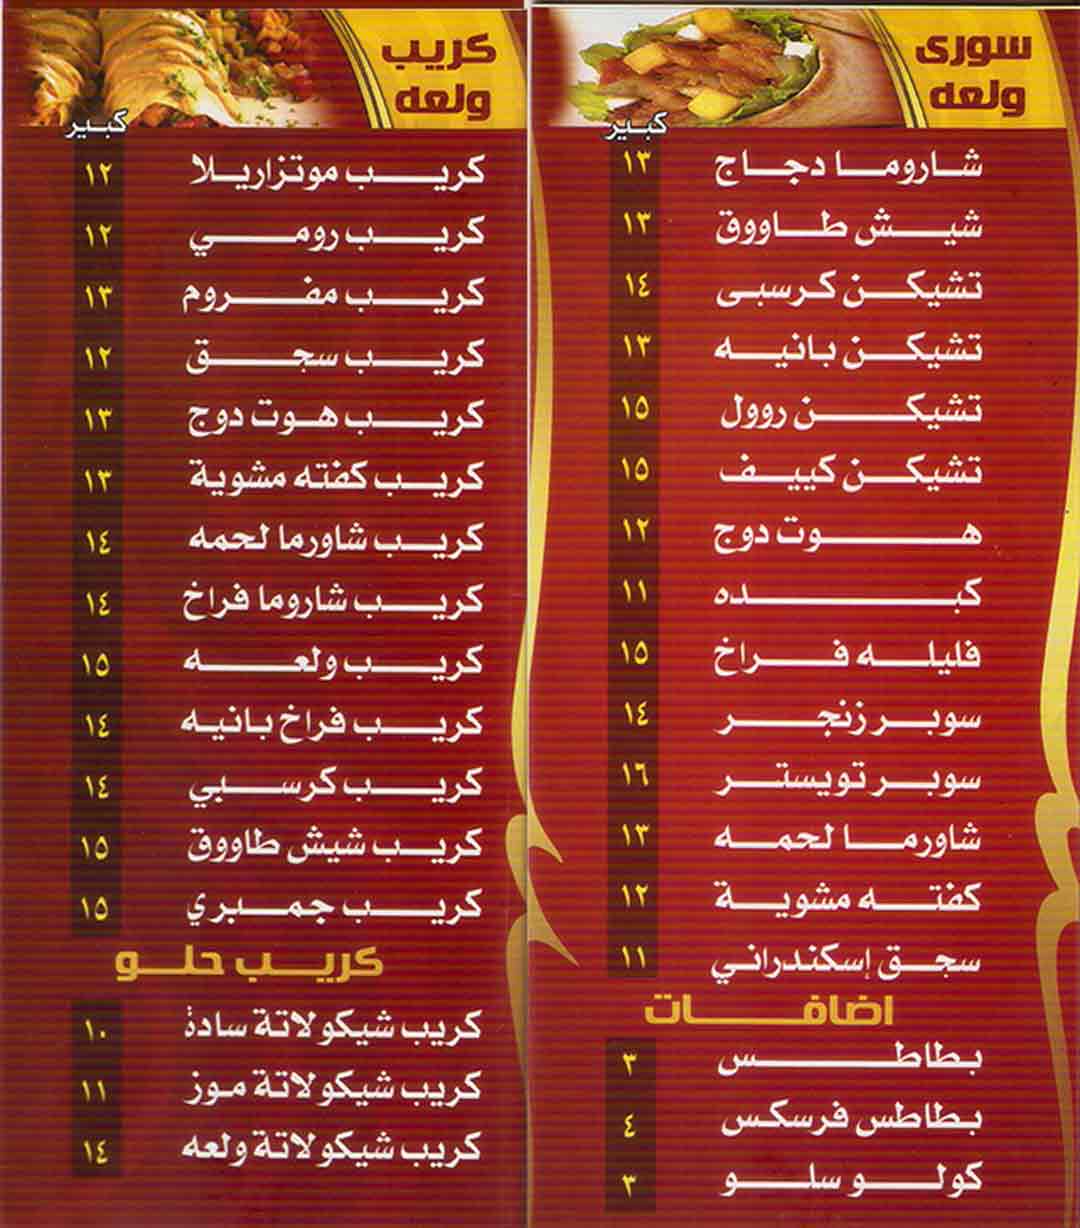 سورى
ولعه
كبير
شاروما دجاج ١٣
شيش طاووق ١٣
تشيكن كرسبى ١٤
تشيكن بانيه ١٣
تشيكن روول ١٥
تشيكن كييف ١٥
هوت دوج ١٢
كبده ١١
فليله فراخ ١٥
سوبر زنجر ١٤
سوبر تويستر ١٦
شاورما لحمه ١٣
كفته مشوية ١٢
سجق إسكندراني ١١
اضافات
بطاطس ٣
بطاطس فرسكس ٤
كولو سلو ٣
كريب
ولعه
كبير
كريب موتزاريلا ١٢
كريب رومي ١٢
كريب مفروم ١٣
كريب سجق ١٢
كريب هوت دوج ١٣
كريب كفته مشوية ١٣
كريب شاورما لحمه ١٤
كريب شاروما فراخ ١٤
كريب ولعه ١٥
كريب فراخ بانيه ١٤
كريب كرسبي ١٤
كريب شيش طاووق ١٥
كريب جمبري ١٥
كريب حلو
كريب شيكولاتة سادة ١٠
كريب شيكولاتة موز ١١
كريب شيكولاتة ولعه ١٤